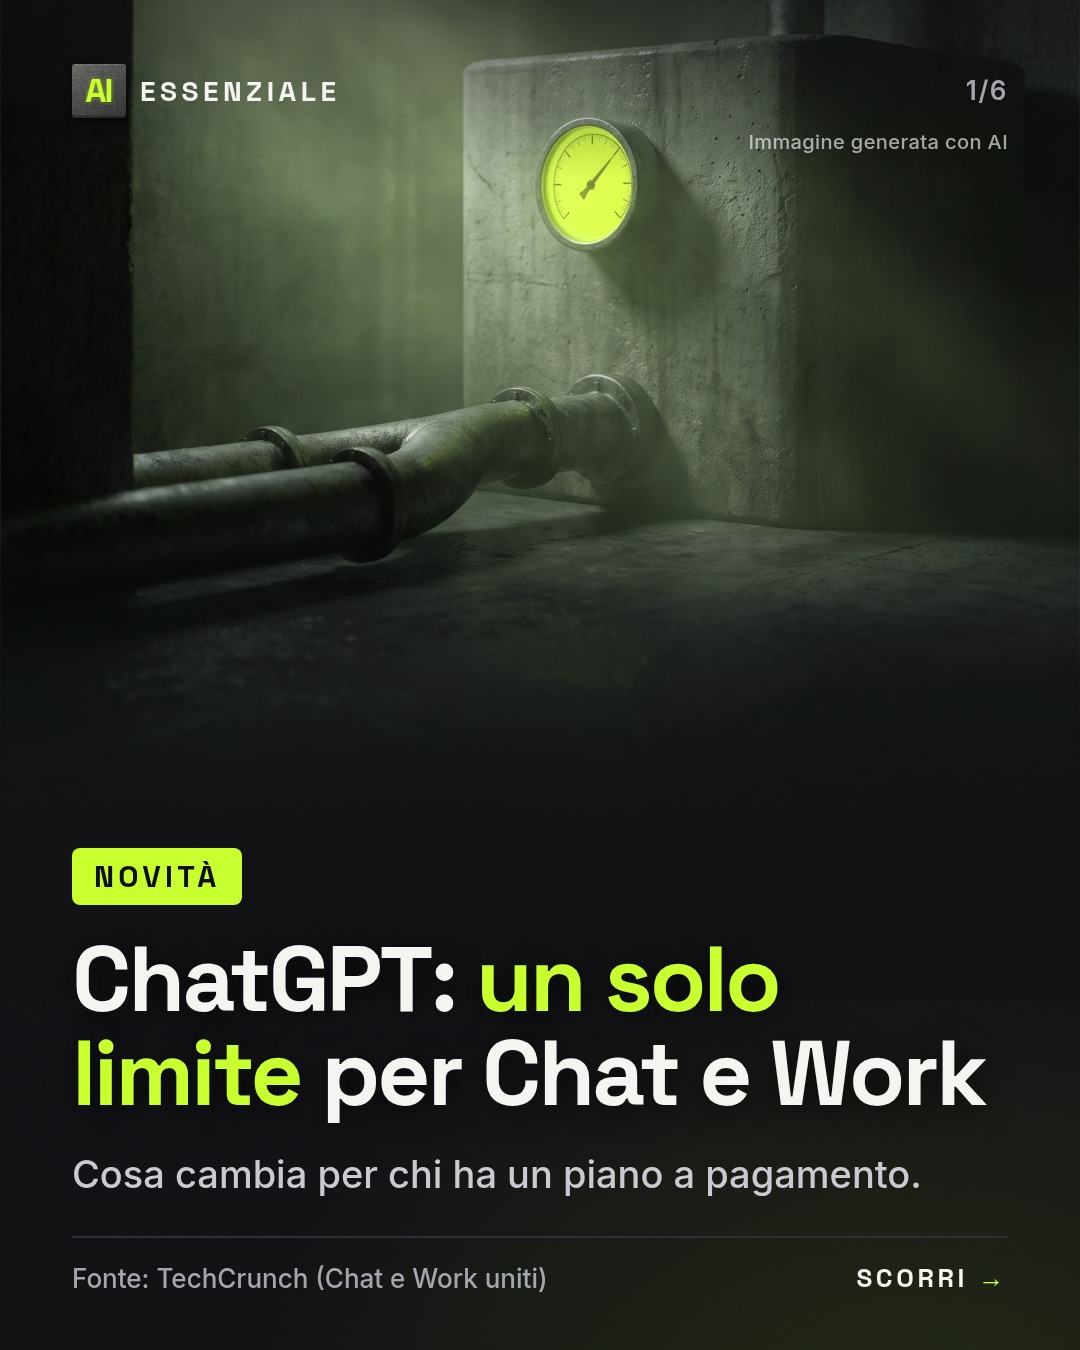 AI ESSENZIALE
1/6
Immagine generata con AI
NOVITÀ
ChatGPT: un solo
limite per Chat e Work
Cosa cambia per chi ha un piano a pagamento.
Fonte: TechCrunch (Chat e Work uniti)
SCORRI →